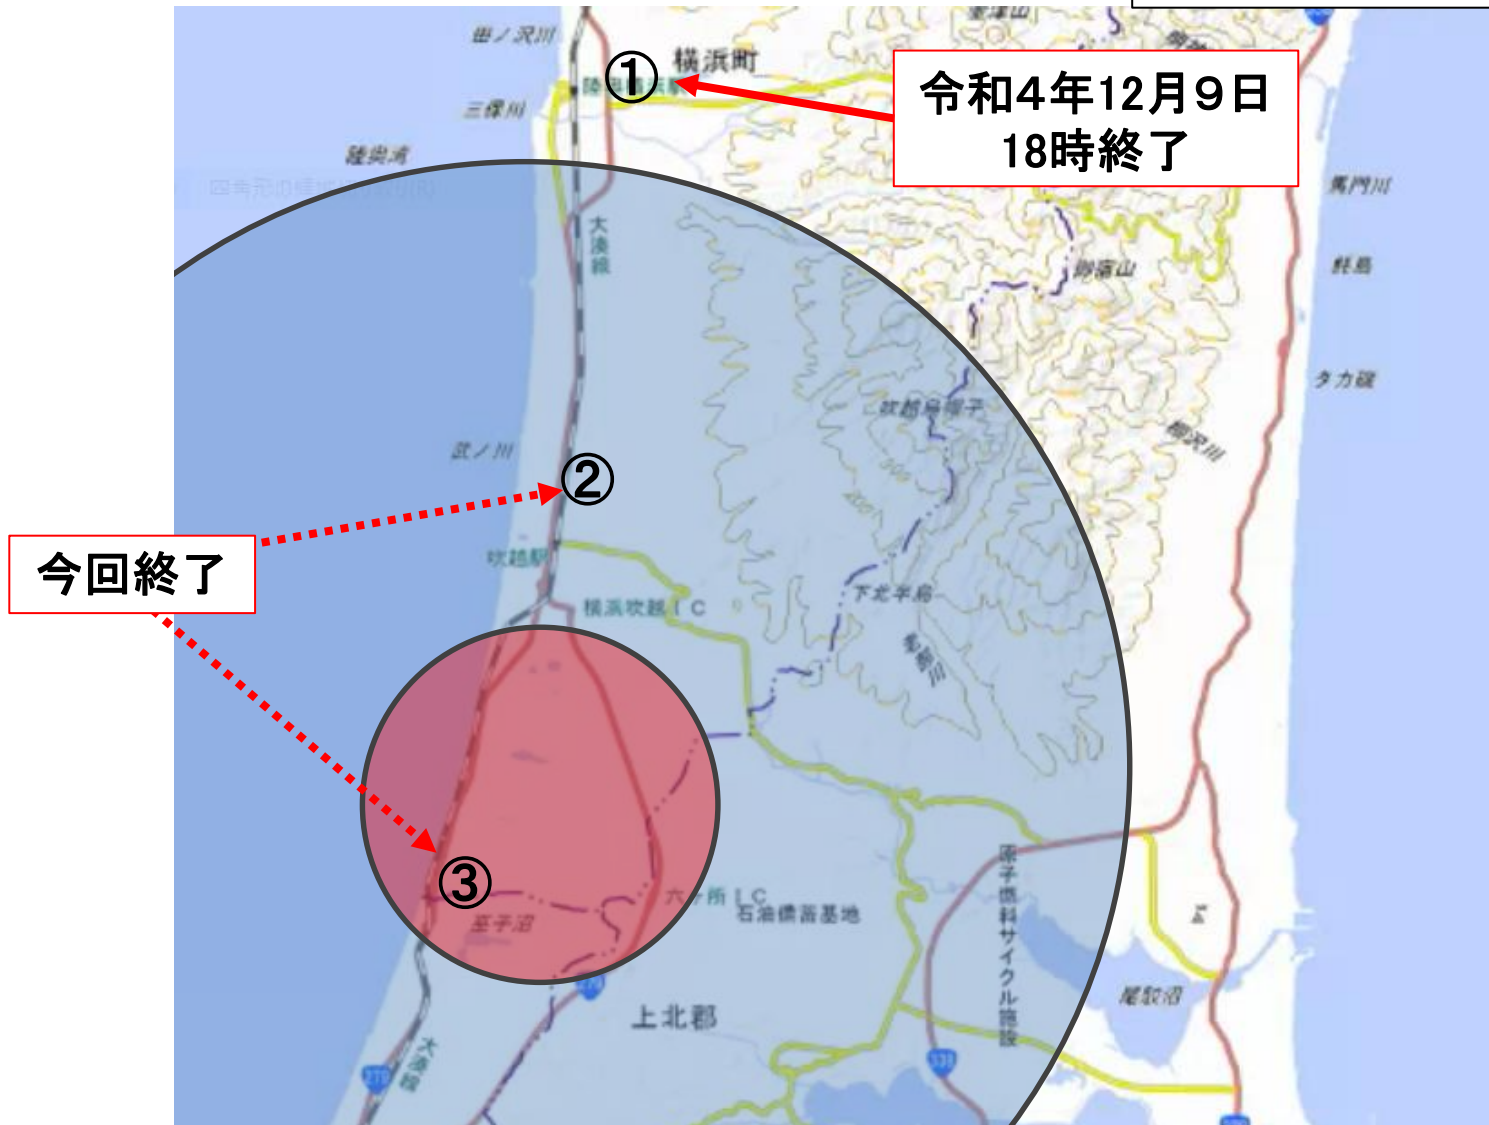 田ノ沢川
①
横浜町
令和4年12月9日
18時終了
三保川
陸奥湾
馬門川
大湊線
御宿山
タカ磯
吹越烏帽子
武ノ川
②
今回終了
吹越駅
横浜吹越IC
下北半島
300
200
③
六ヶ所IC
石油備蓄基地
原子燃料サイクル施設
尾駮沼
上北郡
338
大湊線
279